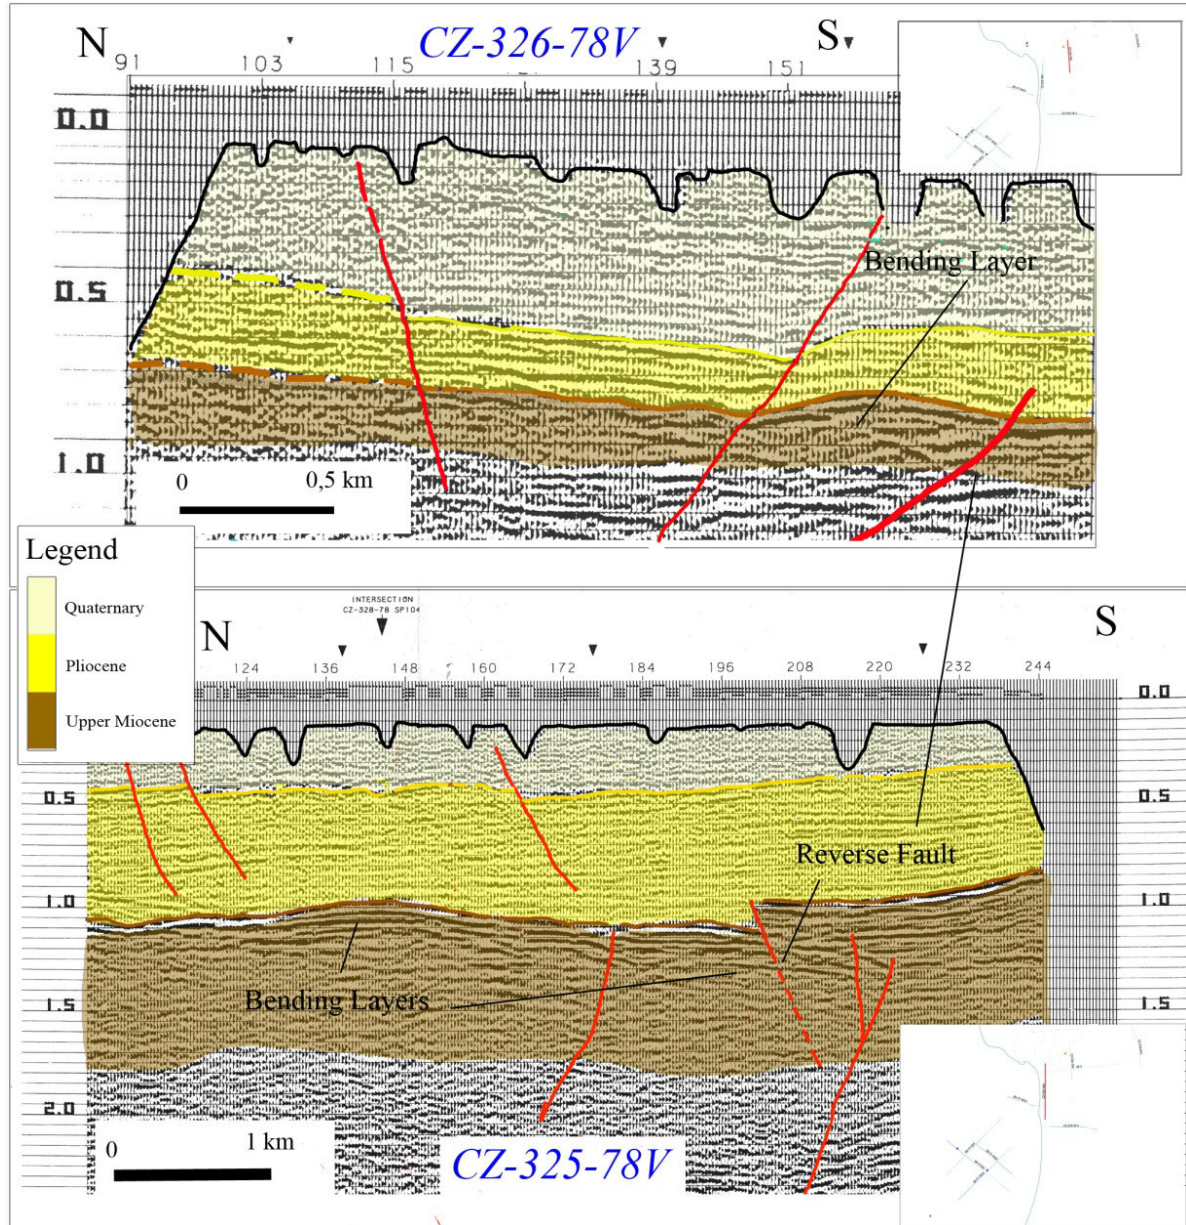 N
CZ-326-78V
S
91 103 115 139 151
0.0
Bending Layer
0.5
1.0
0 0,5 km
Legend
Quaternary
Pliocene
Upper Miocene
INTERSECTION
CZ-328-78 SP104
N
S
124 136 148 160 172 184 196 208 220 232 244
0.0
0.5 0.5
Reverse Fault
1.0 1.0
Bending Layers
1.5 1.5
2.0
0 1 km
CZ-325-78V